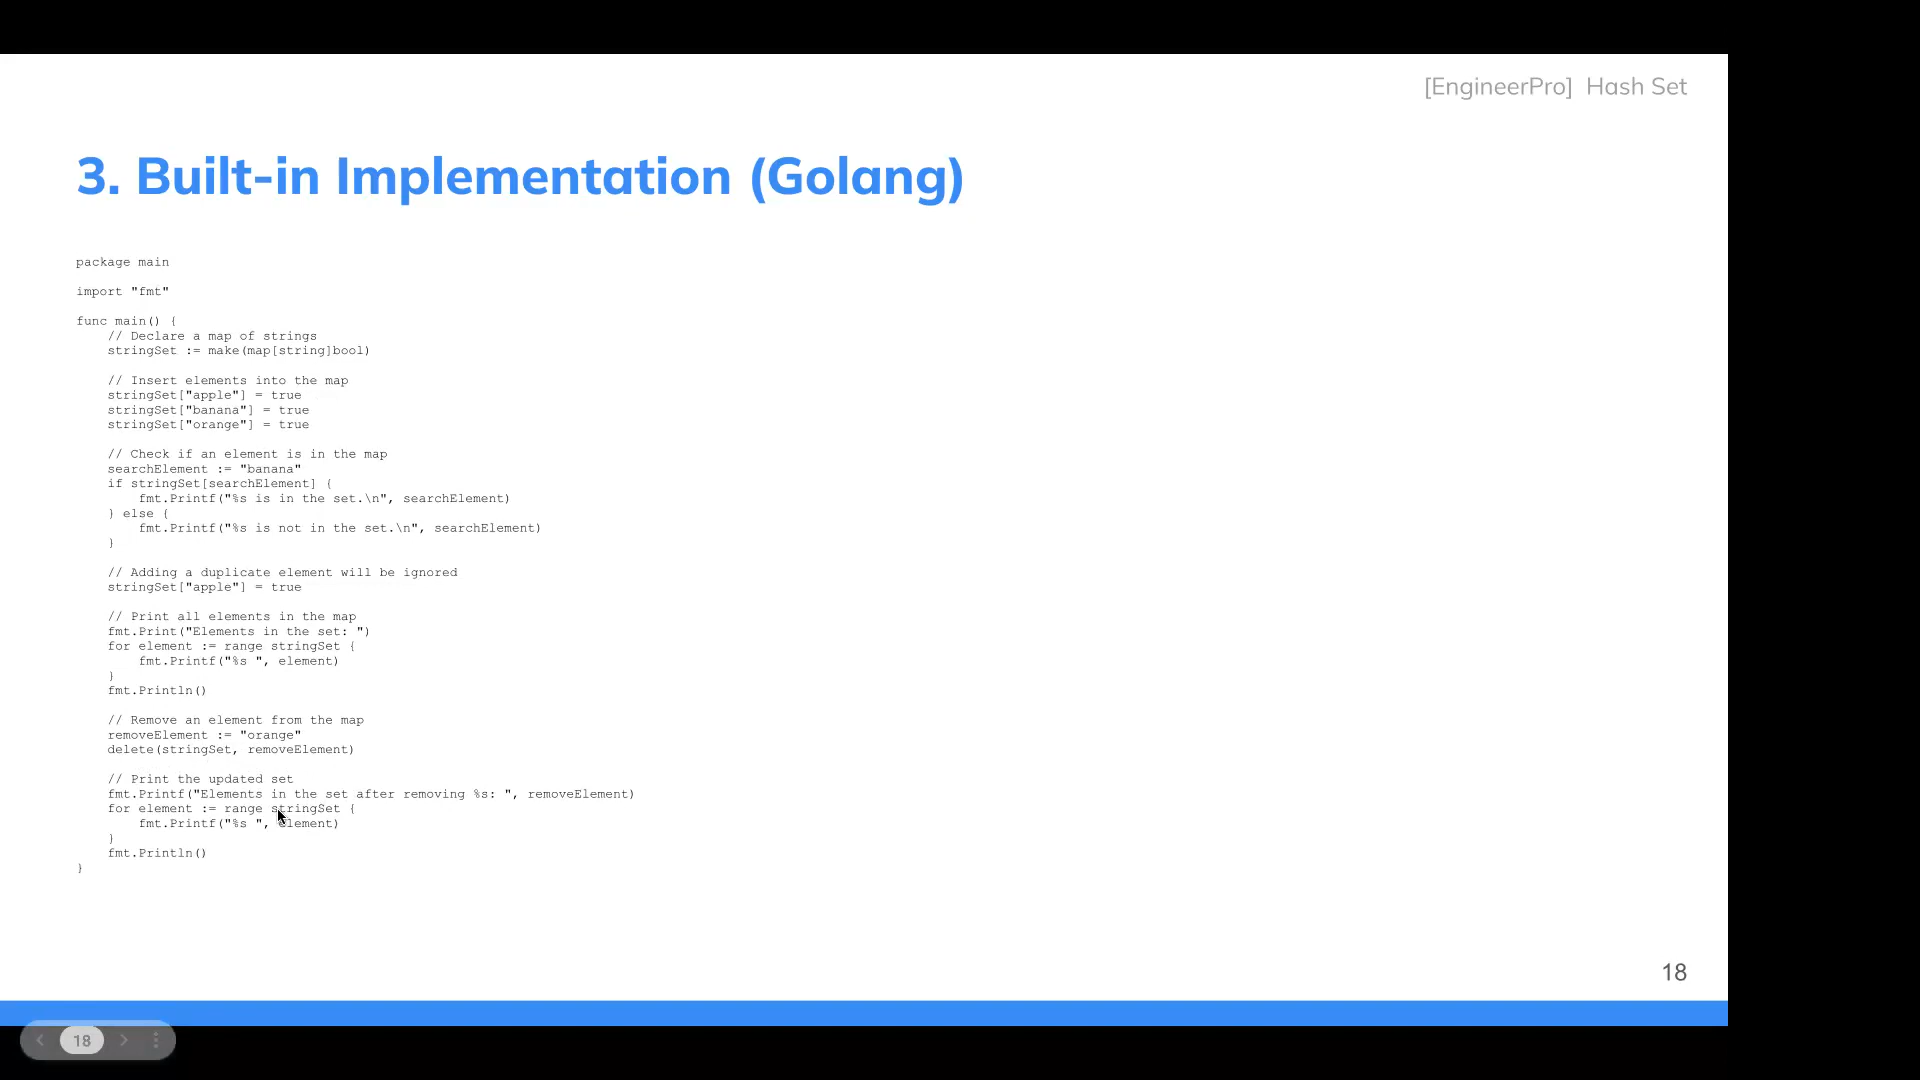 [EngineerPro]  Hash Set
3. Built-in Implementation (Golang)
package main
import "fmt"
func main() {
    // Declare a map of strings
    stringSet := make(map[string]bool)
    // Insert elements into the map
    stringSet["apple"] = true
    stringSet["banana"] = true
    stringSet["orange"] = true
    // Check if an element is in the map
    searchElement := "banana"
    if stringSet[searchElement] {
        fmt.Printf("%s is in the set.\n", searchElement)
    } else {
        fmt.Printf("%s is not in the set.\n", searchElement)
    }
    // Adding a duplicate element will be ignored
    stringSet["apple"] = true
    // Print all elements in the map
    fmt.Print("Elements in the set: ")
    for element := range stringSet {
        fmt.Printf("%s ", element)
    }
    fmt.Println()
    // Remove an element from the map
    removeElement := "orange"
    delete(stringSet, removeElement)
    // Print the updated set
    fmt.Printf("Elements in the set after removing %s: ", removeElement)
    for element := range stringSet {
        fmt.Printf("%s ", element)
    }
    fmt.Println()
}
18
18